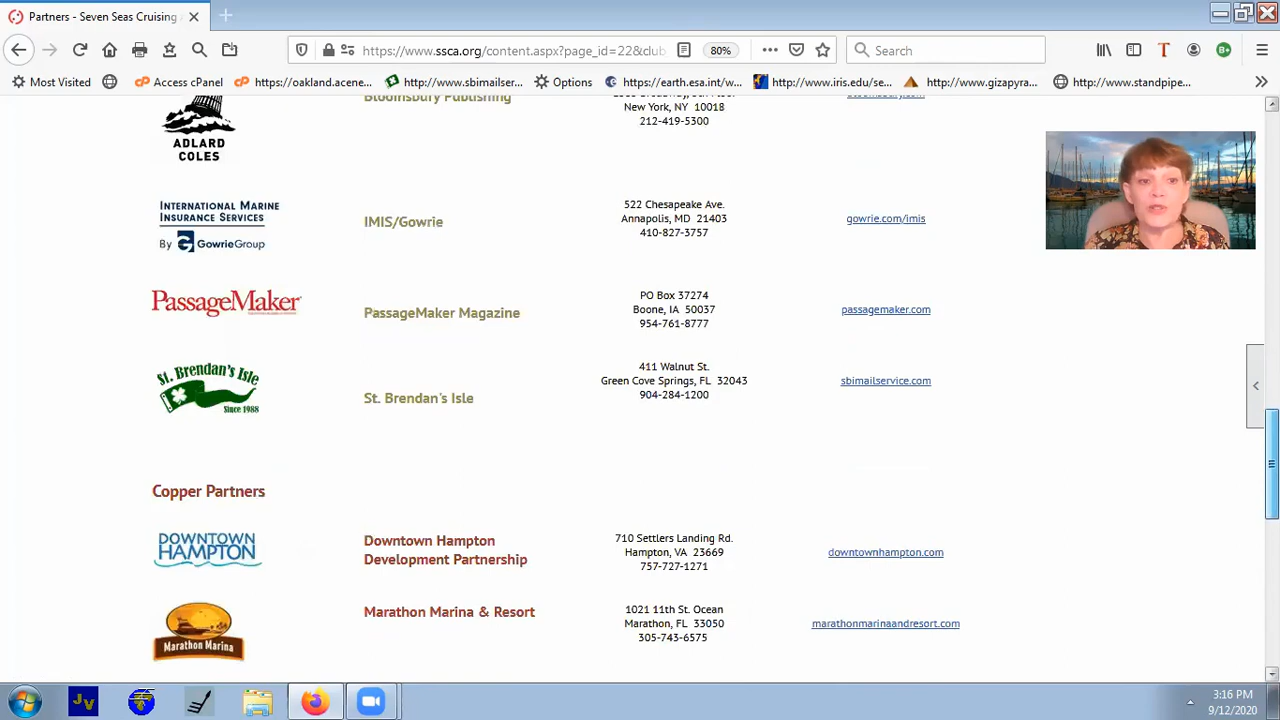 Partners - Seven Seas Cruising
https://www.ssca.org/content.aspx?page_id=22&club
80%
Search
Most Visited
Access cPanel
https://oakland.acene...
http://www.sbimailser...
Options
https://earth.esa.int/w...
http://www.iris.edu/se...
http://www.gizapyra...
http://www.standpipe...
ADLARD
COLES
Bloomsbury Publishing
New York, NY 10018
212-419-5300
INTERNATIONAL MARINE
INSURANCE SERVICES
By GowrieGroup
IMIS/Gowrie
522 Chesapeake Ave.
Annapolis, MD 21403
410-827-3757
gowrie.com/imis
PassageMaker
PassageMaker Magazine
PO Box 37274
Boone, IA 50037
954-761-8777
passagemaker.com
St. Brendan's Isle
Since 1988
St. Brendan's Isle
411 Walnut St.
Green Cove Springs, FL 32043
904-284-1200
sbimailservice.com
Copper Partners
DOWNTOWN
HAMPTON
Downtown Hampton
Development Partnership
710 Settlers Landing Rd.
Hampton, VA 23669
757-727-1271
downtownhampton.com
Marathon Marina
Marathon Marina & Resort
1021 11th St. Ocean
Marathon, FL 33050
305-743-6575
marathonmarinaandresort.com
JV
3:16 PM
9/12/2020